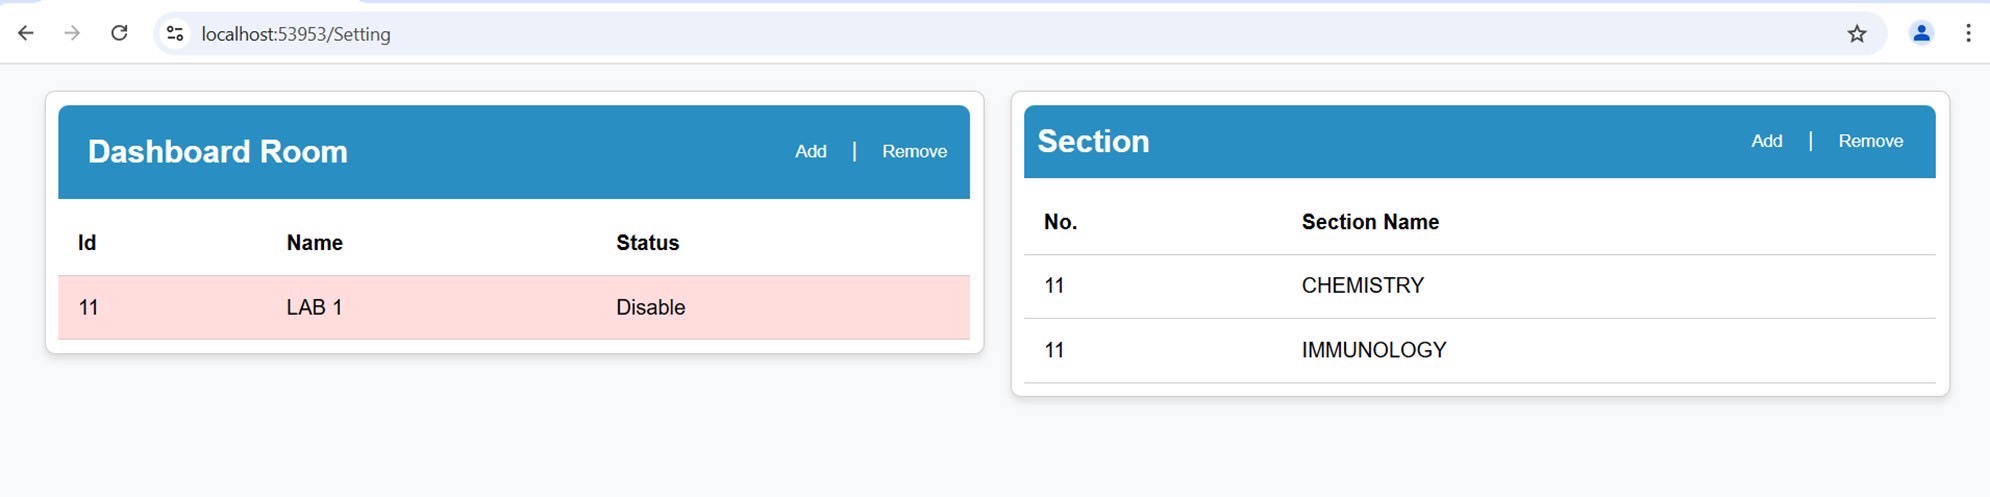 localhost:53953/Setting
Dashboard Room Add | Remove
Id Name Status
11 LAB 1 Disable
Section Add | Remove
No. Section Name
11 CHEMISTRY
11 IMMUNOLOGY